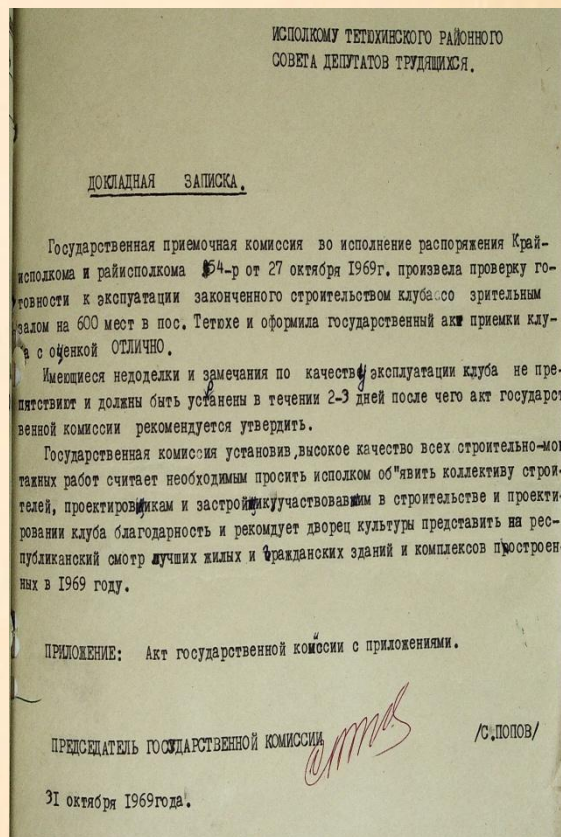 ИСПОЛКОМУ ТЕТЮХИНСКОГО РАЙОННОГО
СОВЕТА ДЕПУТАТОВ ТРУДЯЩИХСЯ.
ДОКЛАДНАЯ ЗАПИСКА.
Государственная приемочная комиссия во исполнение распоряжения Край-
исполкома и райисполкома 54-р от 27 октября 1969г. произвела проверку го-
товности к экспуатации законченного строительством клуба со зрительным
залом на 600 мест в пос. Тетюхе и оформила государственный акт приемки клу-
а с оценкой ОТЛИЧНО.
Имеющиеся недоделки и замечания по качеству эксплуатации клуба не пре-
пятствиют и должны быть устанены в течении 2-3 дней после чего акт государст
венной комиссии рекомендуется утвердить.
Государственная комиссия установив,высокое качество всех строительно-мон
тажных работ считает необходимым просить исполком об"явить коллективу строи-
телей, проектировщикам и застройщику участвовавшим в строительстве и проекти-
ровании клуба благодарность и рекомдует дворец культуры представить на рес-
публиканский смотр лучших жилых и гражданских зданий и комплексов простроен-
ных в 1969 году.
ПРИЛОЖЕНИЕ: Акт государственной комиссии с приложениями.
ПРЕДСЕДАТЕЛЬ ГОСУДАРСТВЕННОЙ КОМИССИИ /С.ПОПОВ/
31 октября 1969года.